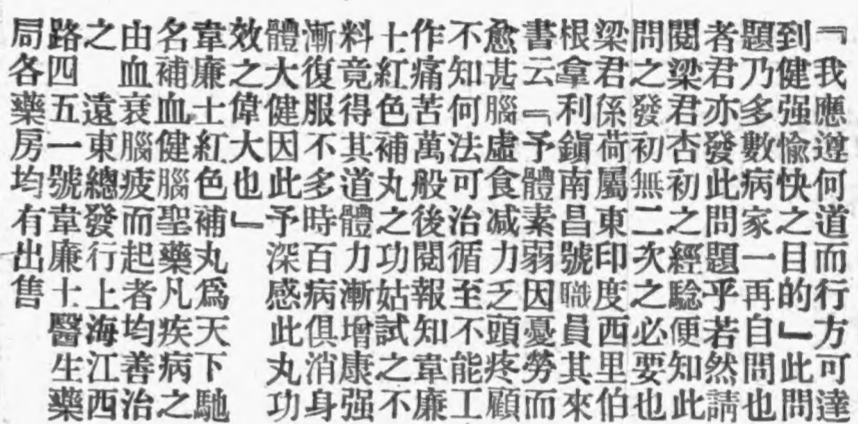 『我應遵何道而行方可達
到健强愉快之目的』此問
題乃多數病家一再自問也
者君亦發此問題乎若然請
閱梁君杏初之經騐便知此
問之發初無二次之必要也
梁君係荷屬東印度西里伯
根拿利鎭南昌號職員其來
書云『予體素弱因憂勞而
愈甚腦虛食减力乏頭疼顧
不知何法可治循至不能工
作痛苦萬般後閱報知韋廉
士紅色補丸之功姑試之不
料竟得其道體力漸增康强
漸復服不多時百病俱消身
體大健因此予深感此丸功
效之偉大也』
韋廉士紅色補丸爲天下馳
名補血健腦聖藥凡疾病之
由血衰腦疲而起者均善治
之 遠東總發行上海江西
路四五一號韋廉士醫生藥
局各藥房均有出售